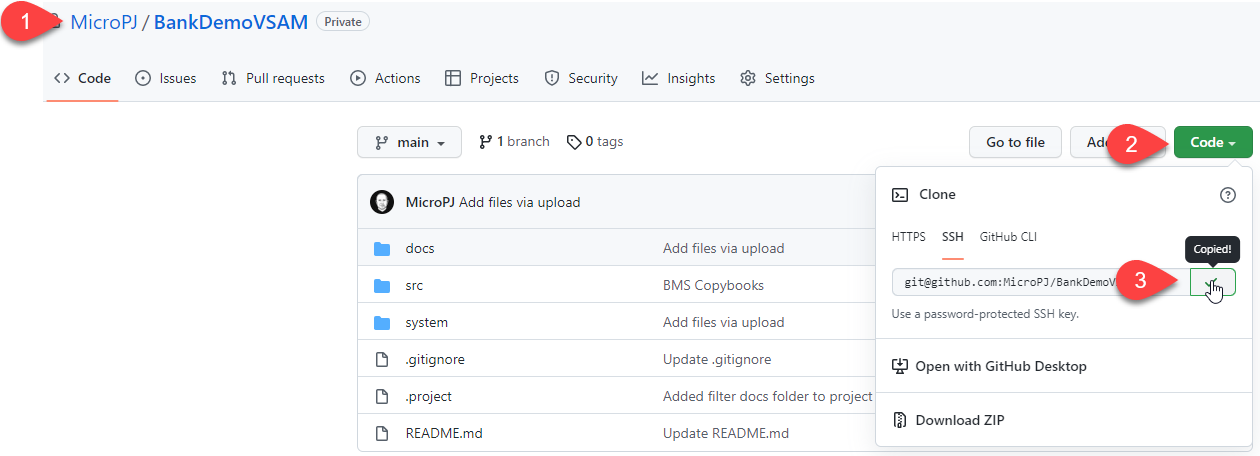 1 MicroPJ / BankDemoVSAM Private
Code Issues Pull requests Actions Projects Security Insights Settings
main 1 branch 0 tags Go to file Add 2 Code
MicroPJ Add files via upload
docs Add files via upload
src BMS Copybooks
system Add files via upload
.gitignore Update .gitignore
.project Added filter docs folder to project
README.md Update README.md
Clone
HTTPS SSH GitHub CLI
Copied!
git@github.com:MicroPJ/BankDemoV 3
Use a password-protected SSH key.
Open with GitHub Desktop
Download ZIP